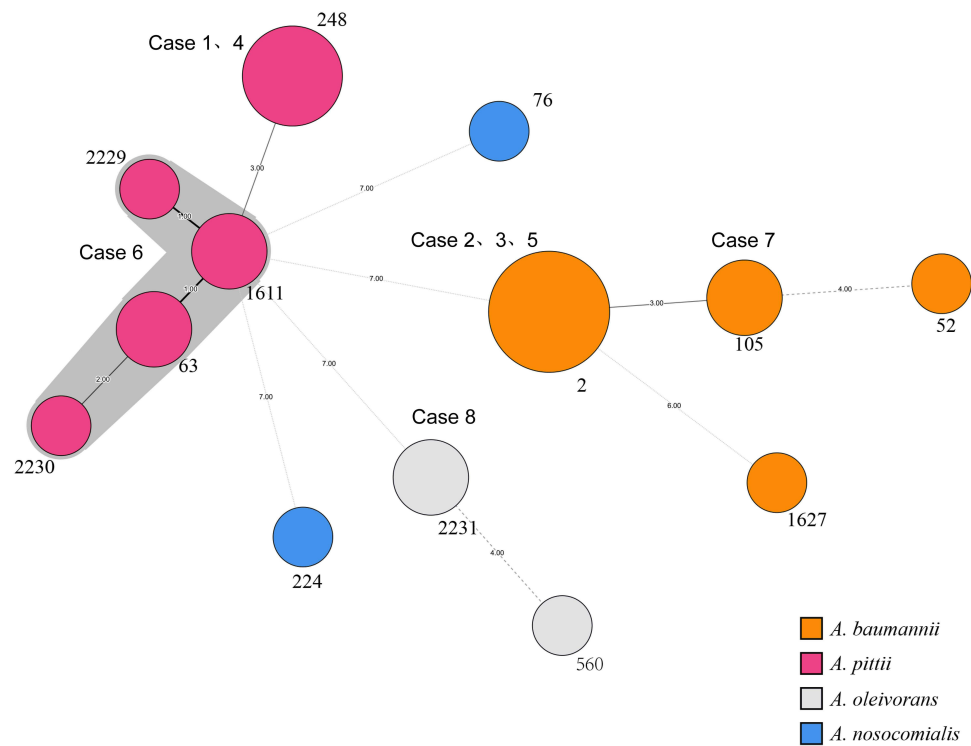 248
Case 1、4
76
3.00
2229
7.00
1.00
Case 2、3、5
Case 7
Case 6
7.00
4.00
1.00
1611
3.00
52
105
63
2
2.00
7.00
7.00
6.00
Case 8
2230
2231
1627
4.00
224
560
A. baumannii
A. pittii
A. oleivorans
A. nosocomialis